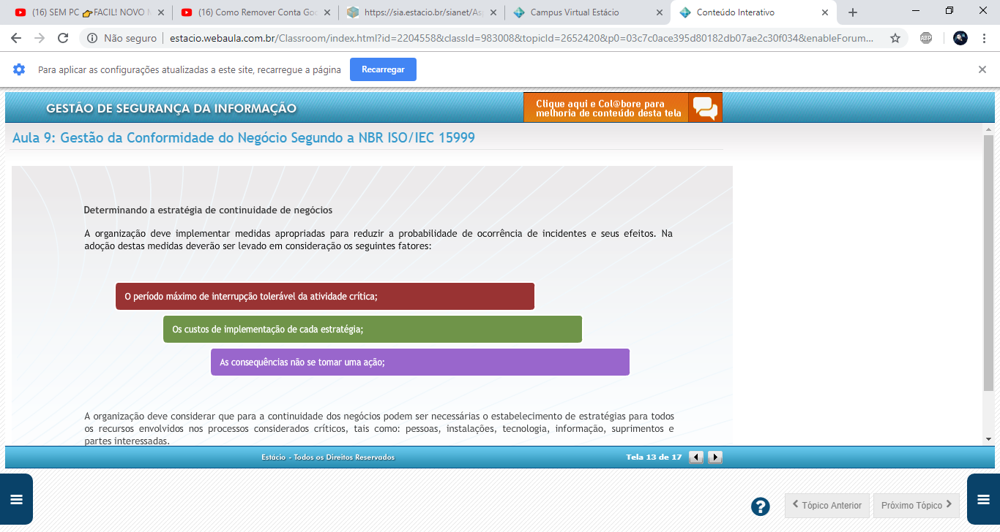 (16) SEM PC 👉FACIL! NOVO
(16) Como Remover Conta Goo
https://sia.estacio.br/sianet/As
Campus Virtual Estácio
Conteúdo Interativo
Não seguro
estacio.webaula.com.br/Classroom/index.html?id=2204558&classId=983008&topicId=2652420&p0=03c7c0ace395d80182db07ae2c30f034&enableForum...
ABP
Para aplicar as configurações atualizadas a este site, recarregue a página
Recarregar
GESTÃO DE SEGURANÇA DA INFORMAÇÃO
Clique aqui e Col@bore para
melhoria de conteúdo desta tela
Aula 9: Gestão da Conformidade do Negócio Segundo a NBR ISO/IEC 15999
Determinando a estratégia de continuidade de negócios
A organização deve implementar medidas apropriadas para reduzir a probabilidade de ocorrência de incidentes e seus efeitos. Na
adoção destas medidas deverão ser levado em consideração os seguintes fatores:
O período máximo de interrupção tolerável da atividade crítica;
Os custos de implementação de cada estratégia;
As consequências não se tomar uma ação;
A organização deve considerar que para a continuidade dos negócios podem ser necessárias o estabelecimento de estratégias para todos
os recursos envolvidos nos processos considerados críticos, tais como: pessoas, instalações, tecnologia, informação, suprimentos e
partes interessadas.
Estácio - Todos os Direitos Reservados
Tela 13 de 17
?
Tópico Anterior
Próximo Tópico